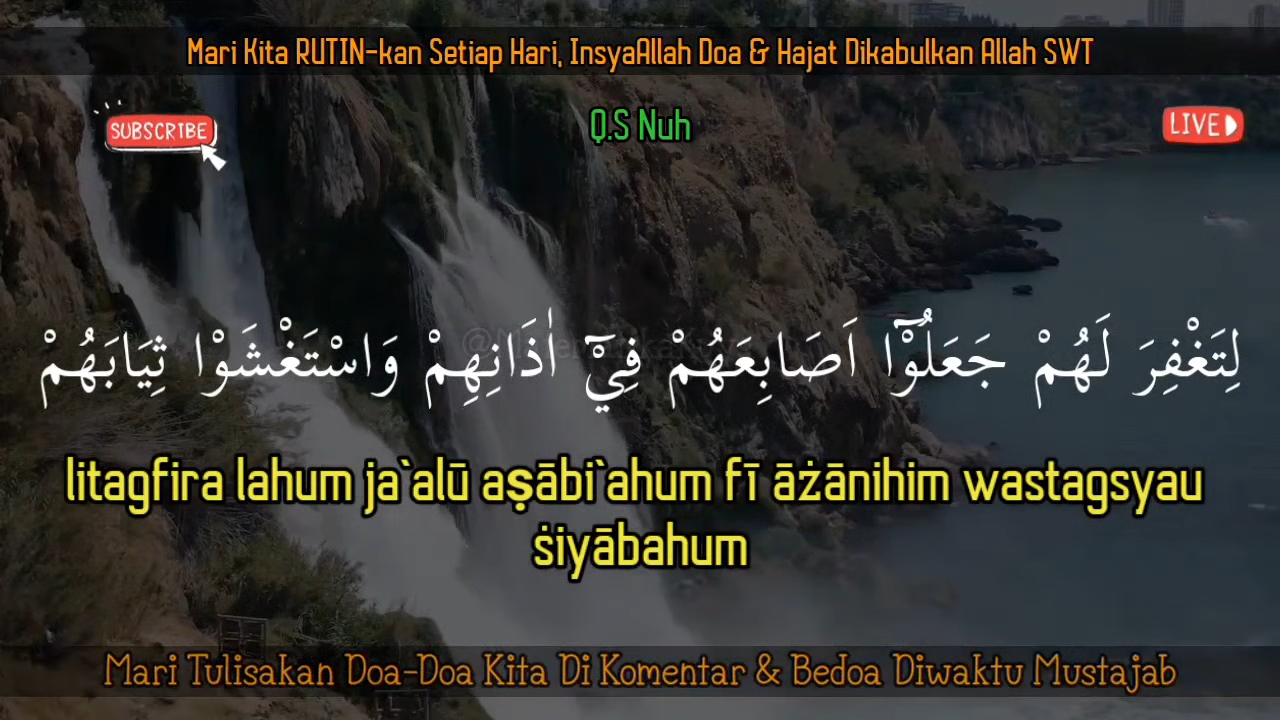 Mari Kita RUTIN-kan Setiap Hari, InsyaAllah Doa & Hajat Dikabulkan Allah SWT
SUBSCRIBE
Q.S Nuh
LIVE
لِتَغْفِرَ لَهُمْ جَعَلُوْٓا اَصَابِعَهُمْ فِيْٓ اٰذَانِهِمْ وَاسْتَغْشَوْا ثِيَابَهُمْ
litagfira lahum ja`alū aṣābi`ahum fī āżānihim wastagsyau
ṡiyābahum
Mari Tulisakan Doa-Doa Kita Di Komentar & Bedoa Diwaktu Mustajab